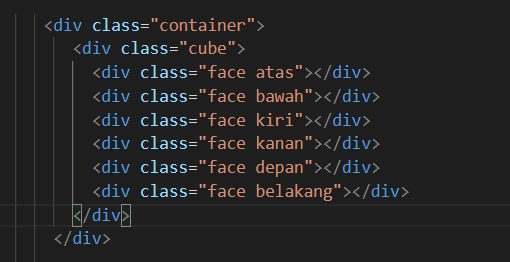 <div class="container">
<div class="cube">
<div class="face atas"></div>
<div class="face bawah"></div>
<div class="face kiri"></div>
<div class="face kanan"></div>
<div class="face depan"></div>
<div class="face belakang"></div>
</div>
</div>